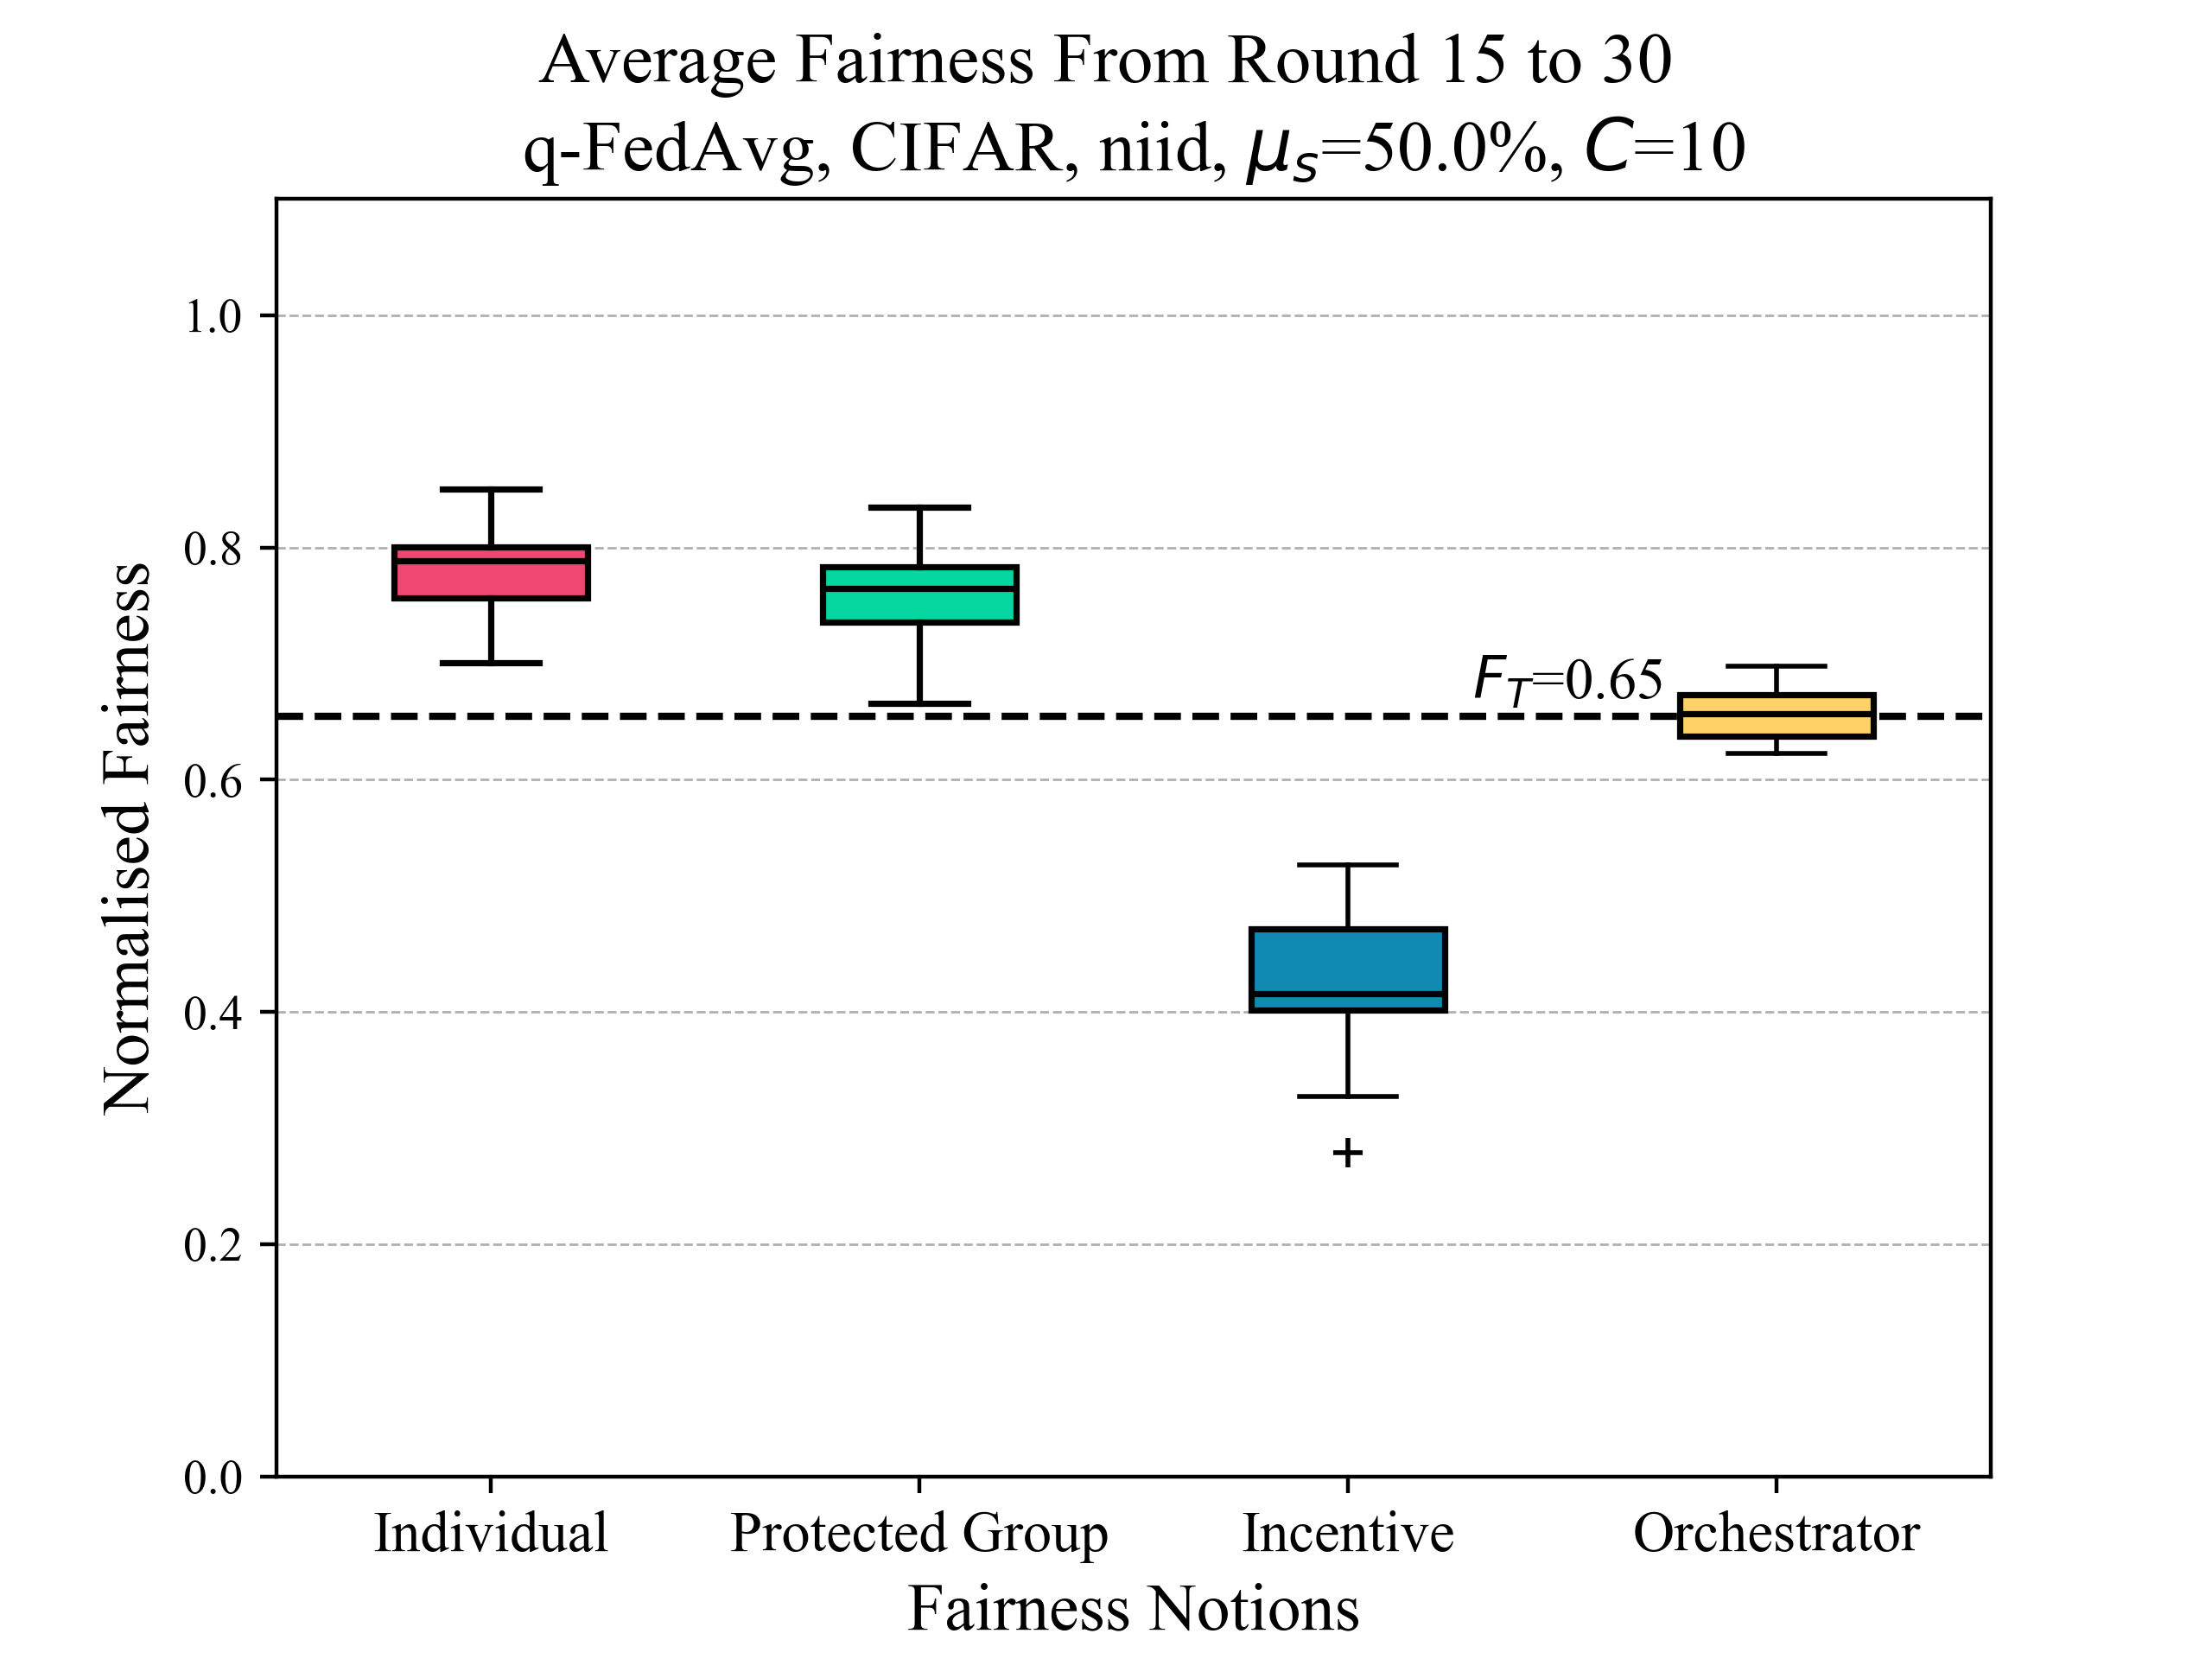 Average Fairness From Round 15 to 30
q-FedAvg, CIFAR, niid, μₛ=50.0%, C=10
Normalised Fairness
1.0
0.8
0.6
0.4
0.2
0.0
F_T=0.65
Individual Protected Group Incentive Orchestrator
Fairness Notions